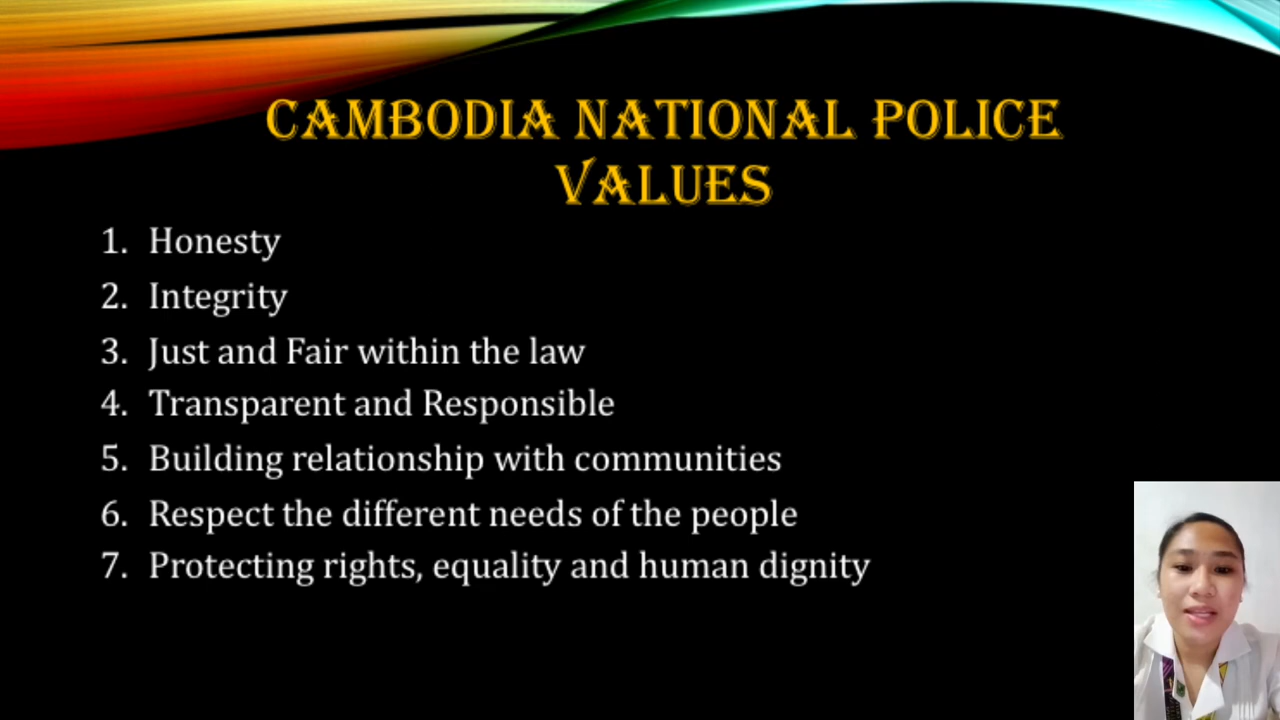 CAMBODIA NATIONAL POLICE
VALUES
1. Honesty
2. Integrity
3. Just and Fair within the law
4. Transparent and Responsible
5. Building relationship with communities
6. Respect the different needs of the people
7. Protecting rights, equality and human dignity